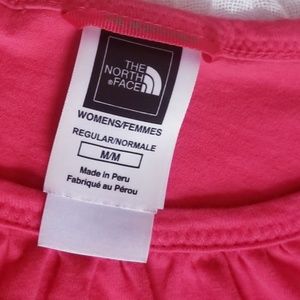 THE
NORTH
®FACE
WOMENS/FEMMES
REGULAR/NORMALE
M/M
Made in Peru
Fabriqué au Pérou